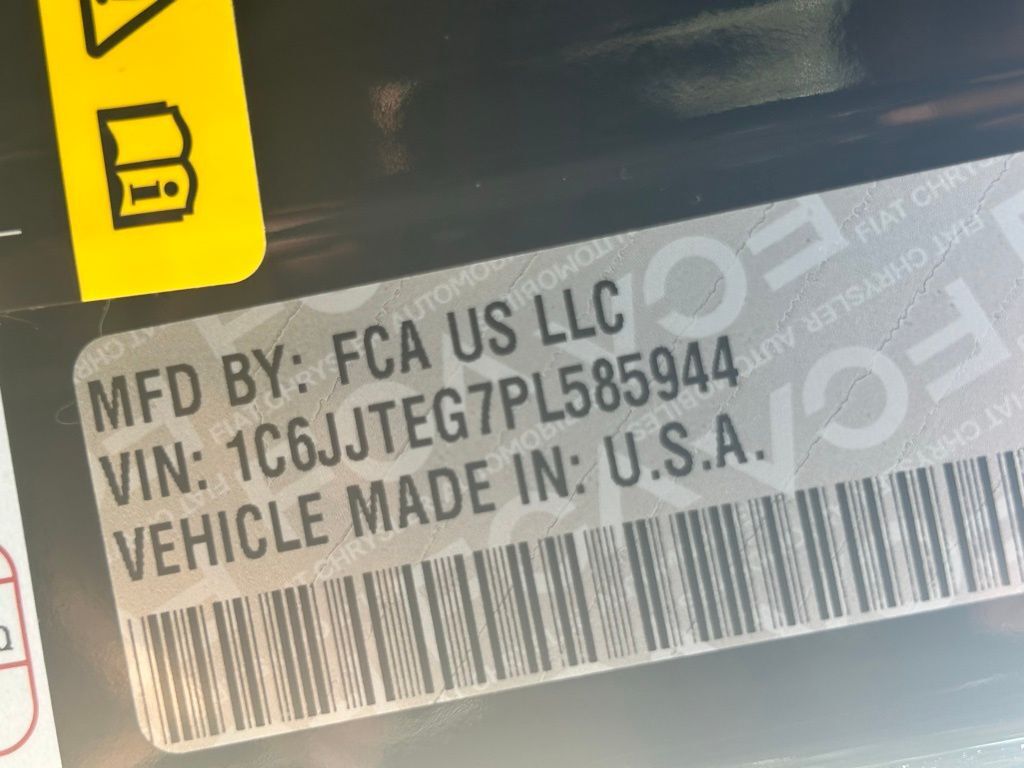 MFD BY: FCA US LLC
VIN: 1C6JJTEG7PL585944
VEHICLE MADE IN: U.S.A.